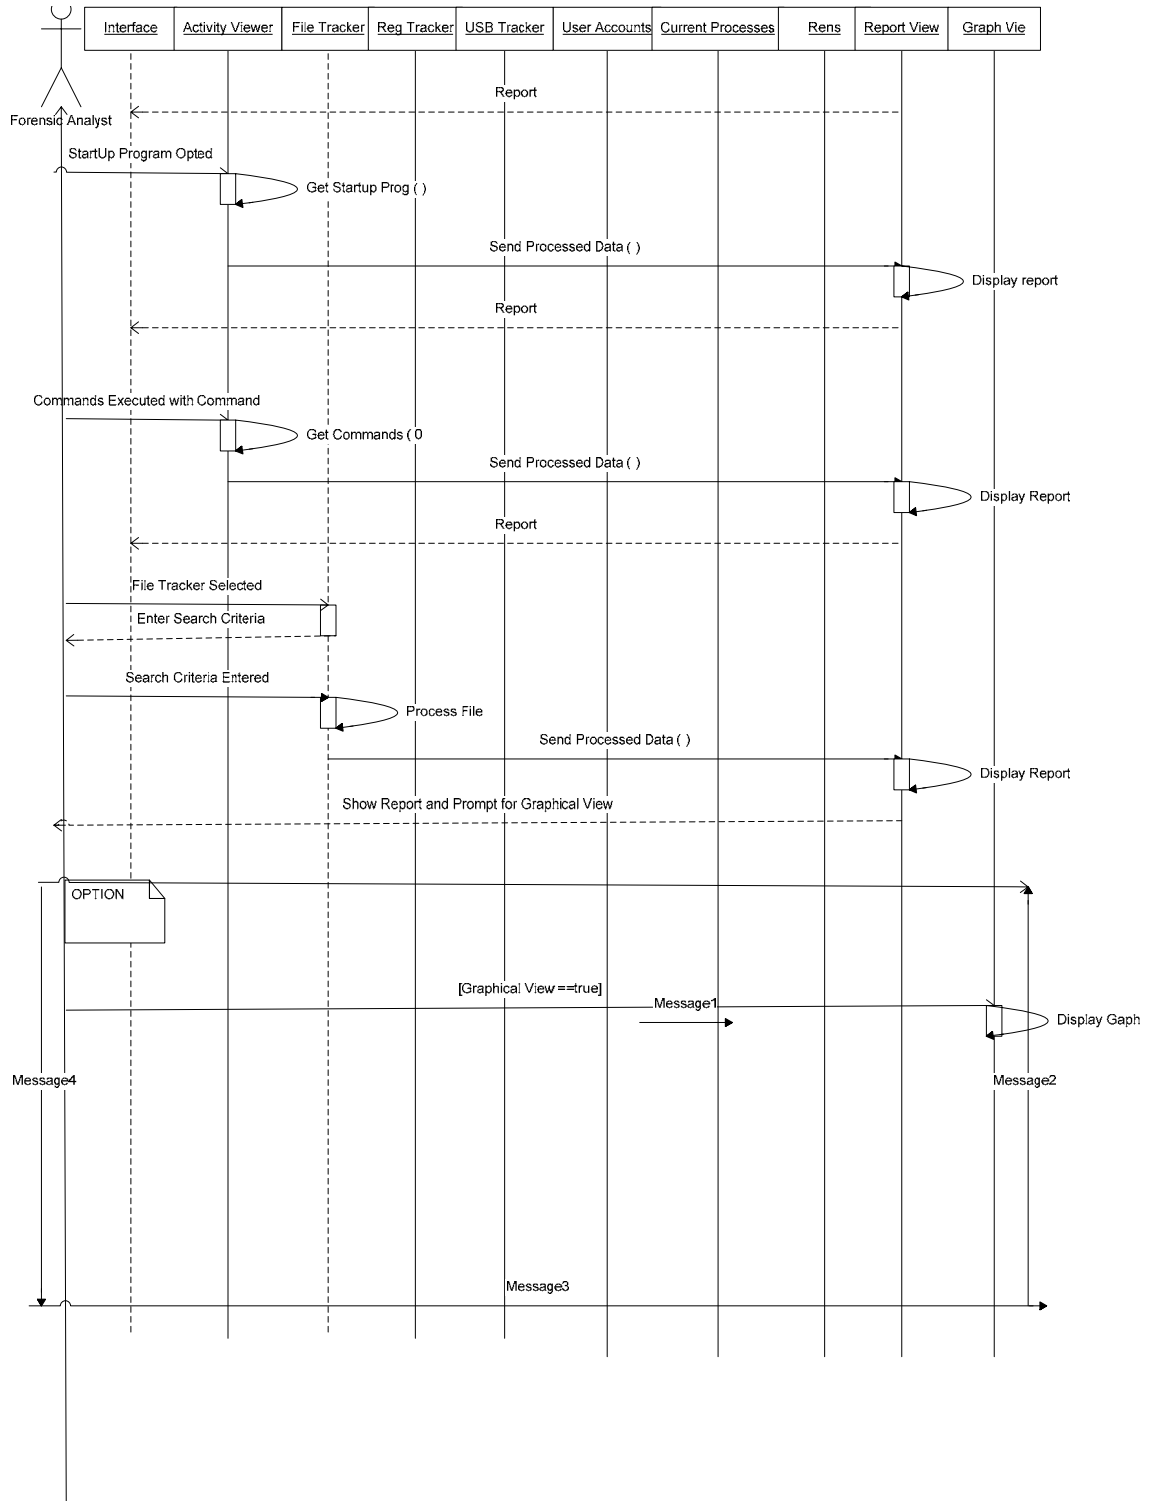 Interface
Activity Viewer
File Tracker
Reg Tracker
USB Tracker
User Accounts
Current Processes
Rens
Report View
Graph Vie
Report
Forensic Analyst
StartUp Program Opted
Get Startup Prog ( )
Send Processed Data ( )
Display report
Report
Commands Executed with Command
Get Commands ( 0
Send Processed Data ( )
Display Report
Report
File Tracker Selected
Enter Search Criteria
Search Criteria Entered
Process File
Send Processed Data ( )
Display Report
Show Report and Prompt for Graphical View
OPTION
[Graphical View ==true]
Message1
Display Gaph
Message4
Message2
Message3